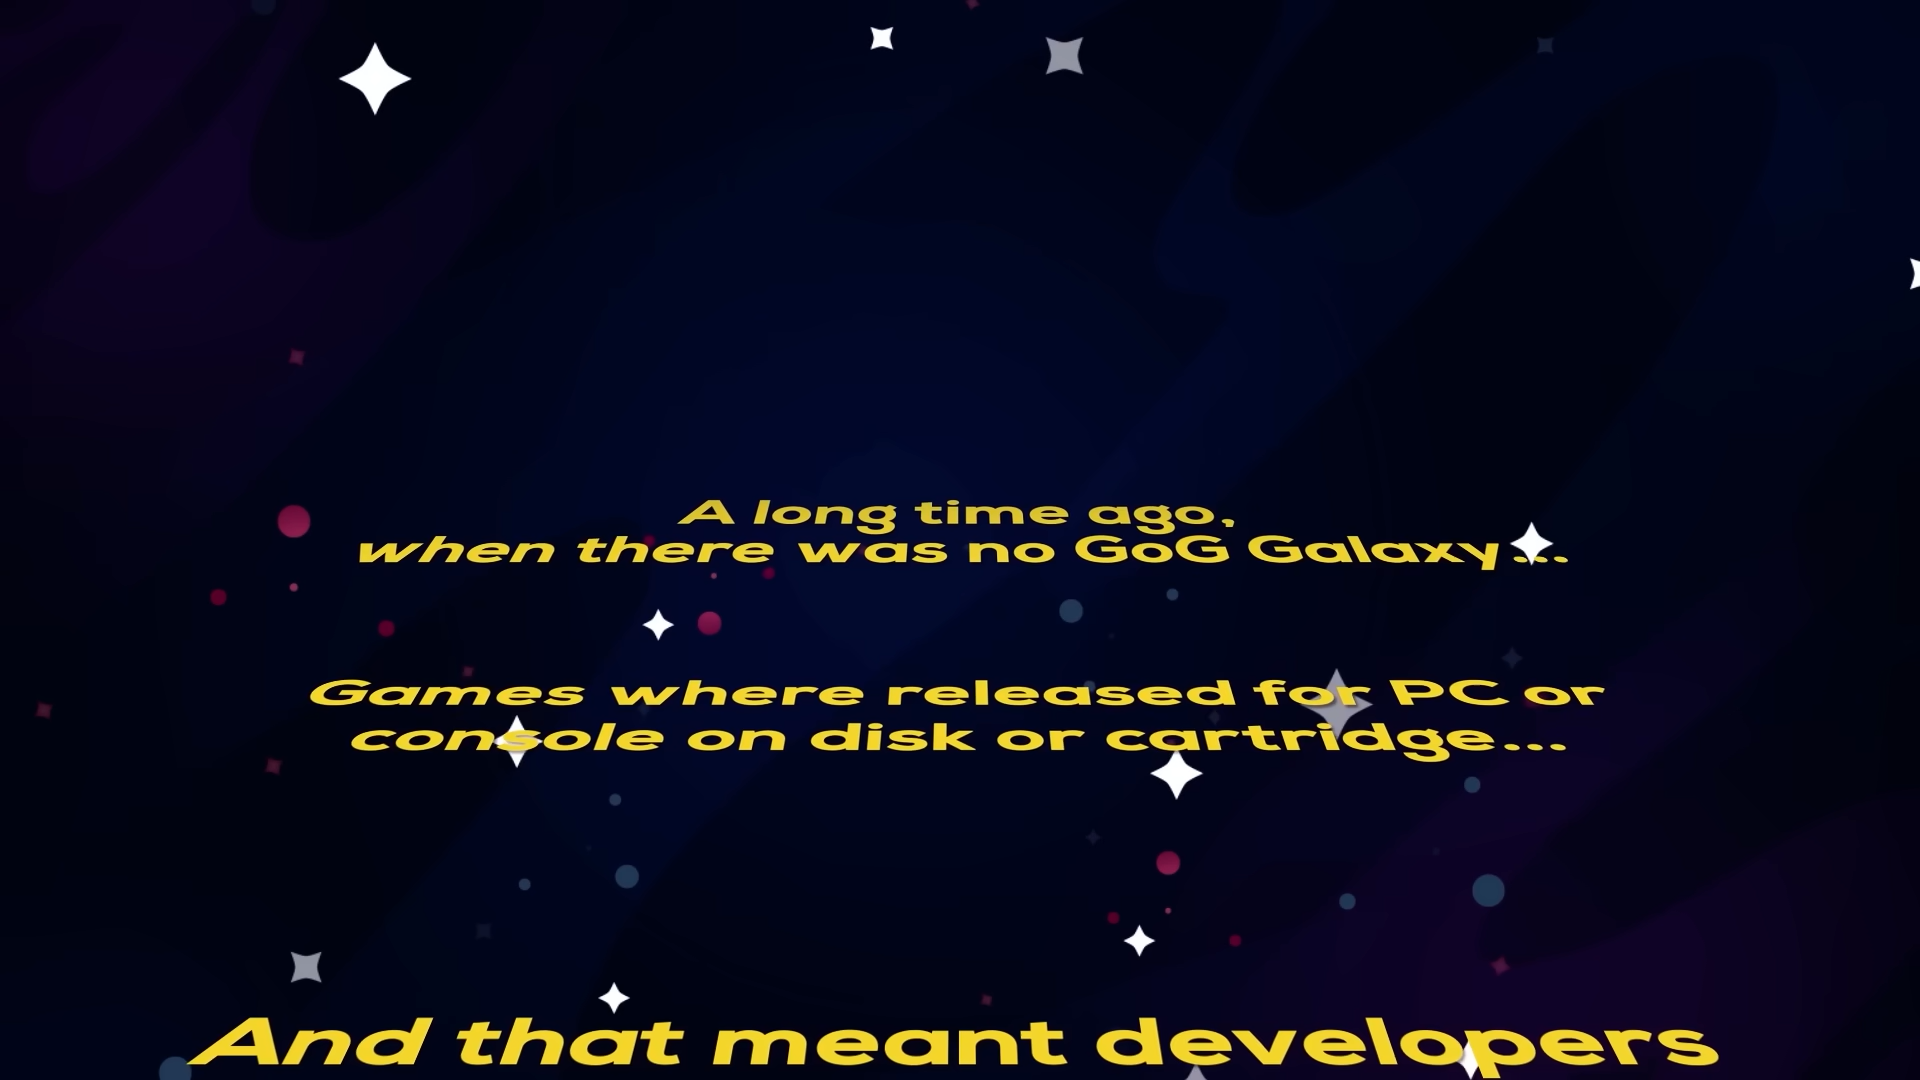 A long time ago,
when there was no GoG Galaxy...
Games where released for PC or
console on disk or cartridge...
And that meant developers